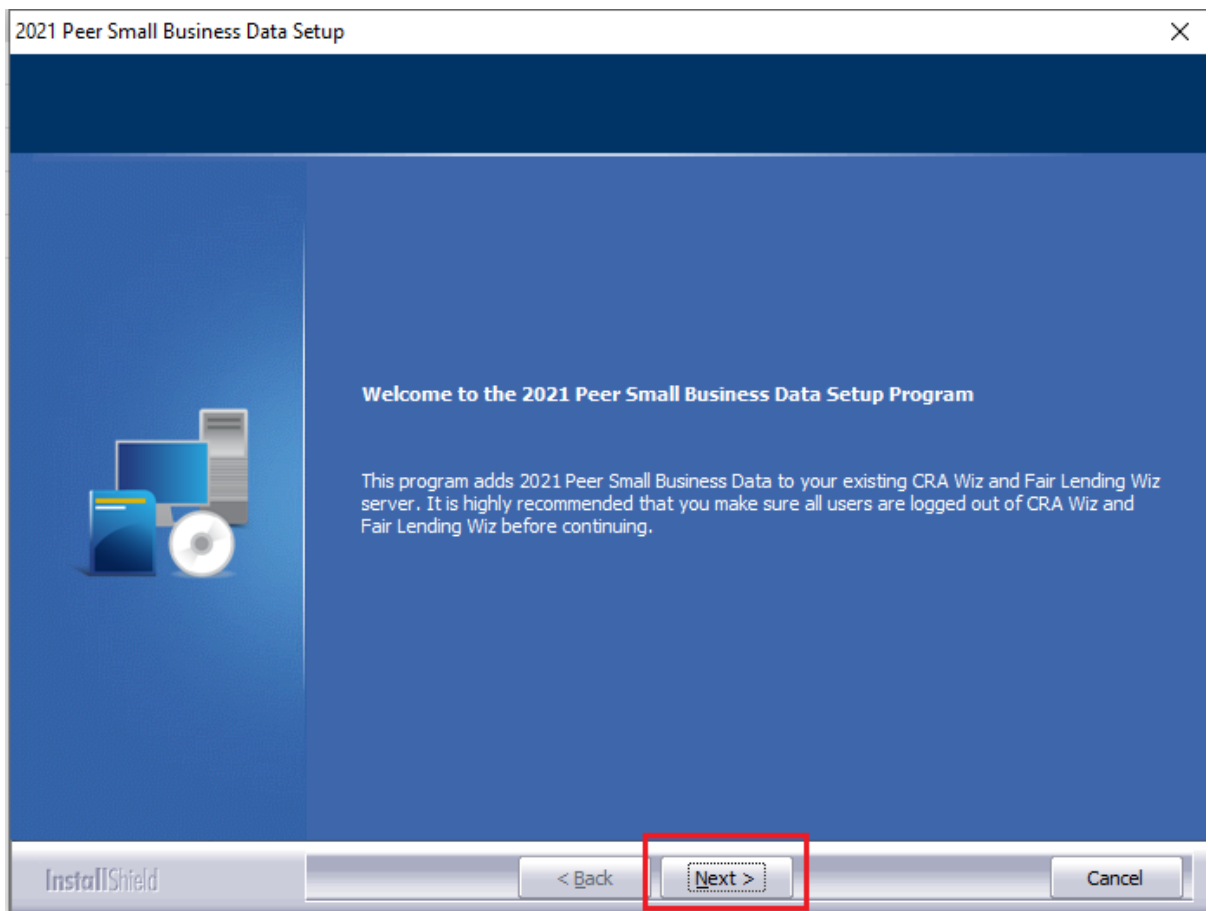 2021 Peer Small Business Data Setup
Welcome to the 2021 Peer Small Business Data Setup Program
This program adds 2021 Peer Small Business Data to your existing CRA Wiz and Fair Lending Wiz
server. It is highly recommended that you make sure all users are logged out of CRA Wiz and
Fair Lending Wiz before continuing.
InstallShield
< Back
Next >
Cancel